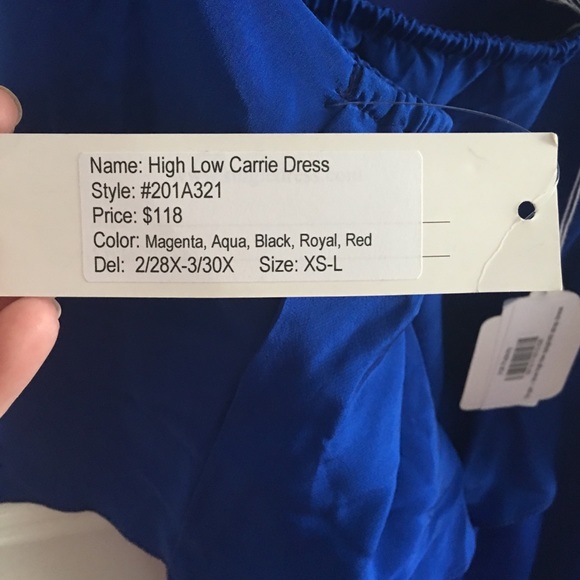 Name: High Low Carrie Dress
Style: #201A321
Price: $118
Color: Magenta, Aqua, Black, Royal, Red
Del: 2/28X-3/30X Size: XS-L